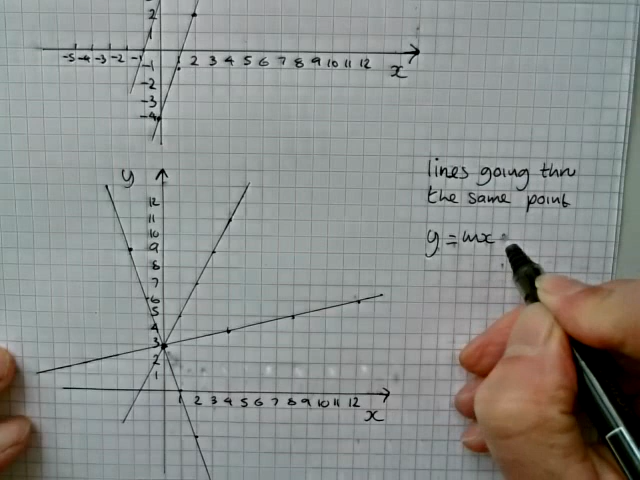 2
1
-5 -4 -3 -2 -1
2 3 4 5 6 7 8 9 10 11 12
x
-1
-2
-3
-4
y
12
11
10
9
8
7
6
5
4
3
2
1
1 2 3 4 5 6 7 8 9 10 11 12
x
lines going thru
the same point
y = mx